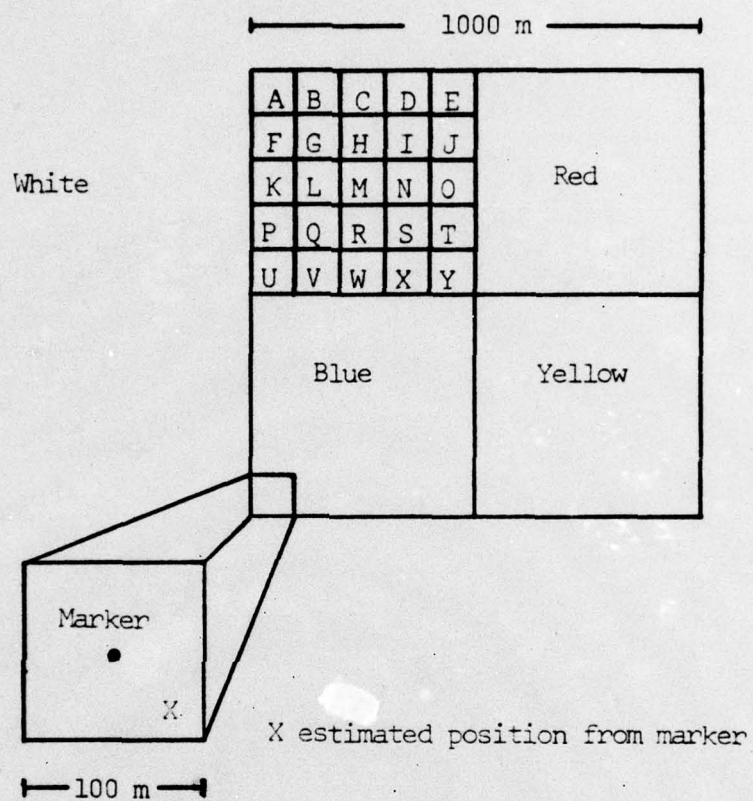 1000 m
A B C D E
F G H I J
K L M N O
P Q R S T
U V W X Y
White
Red
Blue
Yellow
Marker
X
X estimated position from marker
100 m